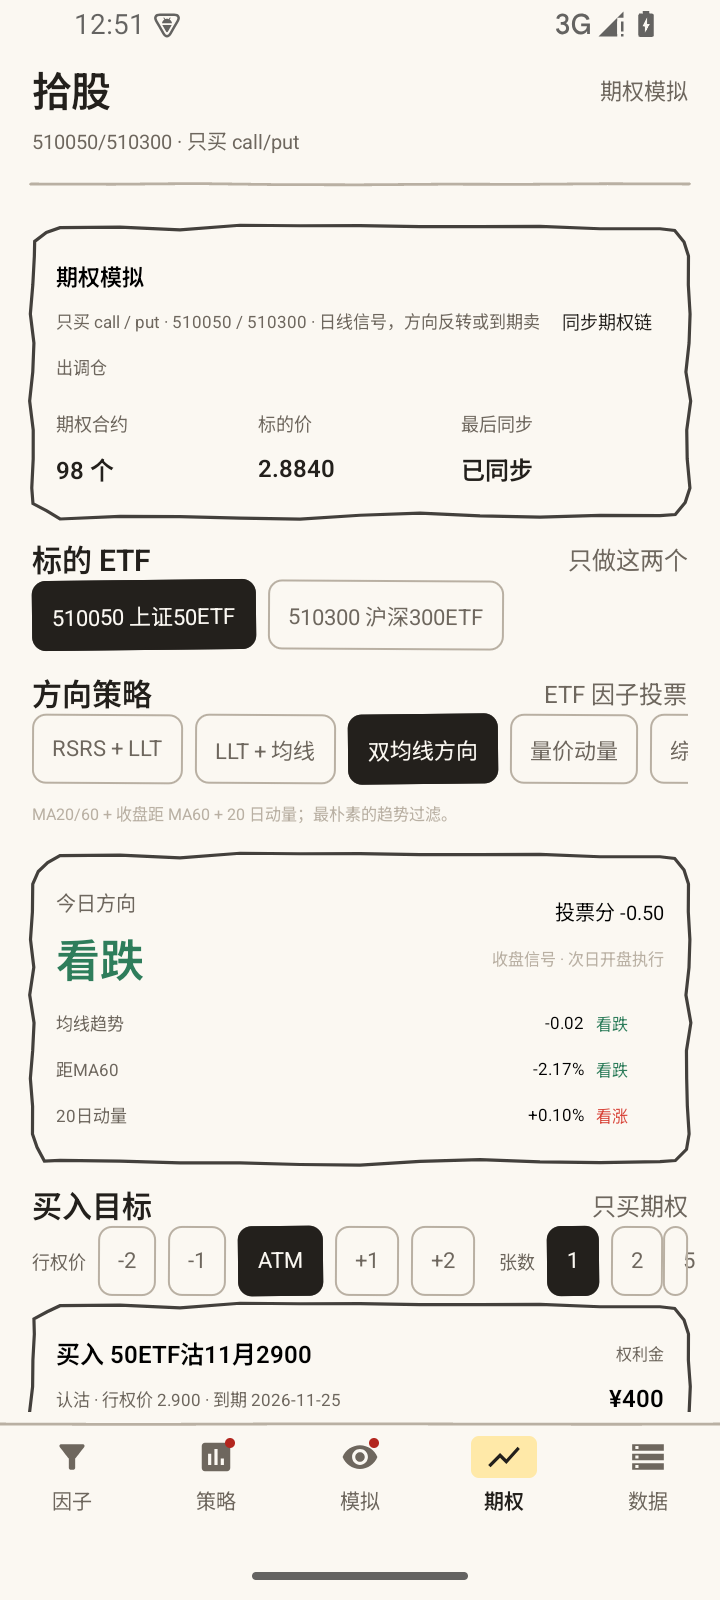 12:51
3G
拾股
期权模拟
510050/510300 · 只买 call/put
期权模拟
只买 call / put · 510050 / 510300 · 日线信号，方向反转或到期卖
出调仓
同步期权链
期权合约
标的价
最后同步
98 个
2.8840
已同步
标的 ETF
只做这两个
510050 上证50ETF
510300 沪深300ETF
方向策略
ETF 因子投票
RSRS + LLT
LLT + 均线
双均线方向
量价动量
综
MA20/60 + 收盘距 MA60 + 20 日动量；最朴素的趋势过滤。
今日方向
投票分 -0.50
看跌
收盘信号 · 次日开盘执行
均线趋势 -0.02 看跌
距MA60 -2.17% 看跌
20日动量 +0.10% 看涨
买入目标
只买期权
行权价 -2 -1 ATM +1 +2 张数 1 2 5
买入 50ETF沽11月2900
权利金
认沽 · 行权价 2.900 · 到期 2026-11-25
¥400
因子
策略
模拟
期权
数据